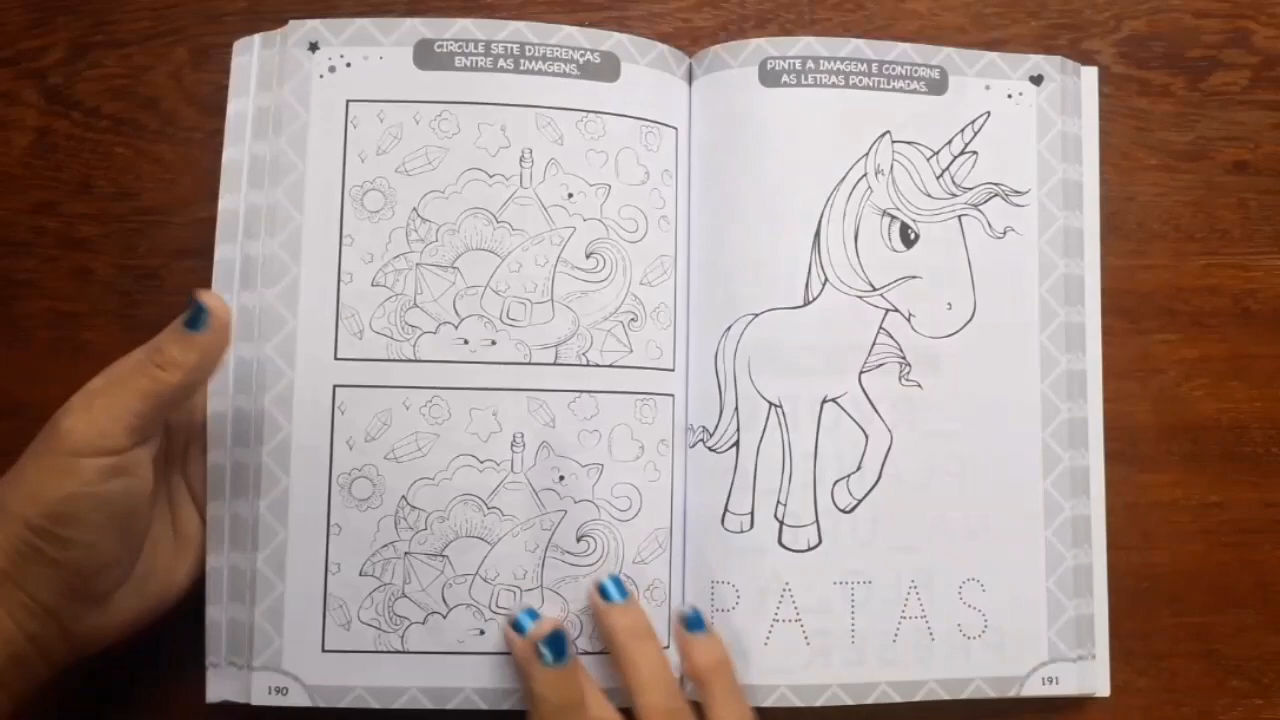 CIRCULE SETE DIFERENÇAS
ENTRE AS IMAGENS.
190
PINTE A IMAGEM E CONTORNE
AS LETRAS PONTILHADAS.
PATAS
191